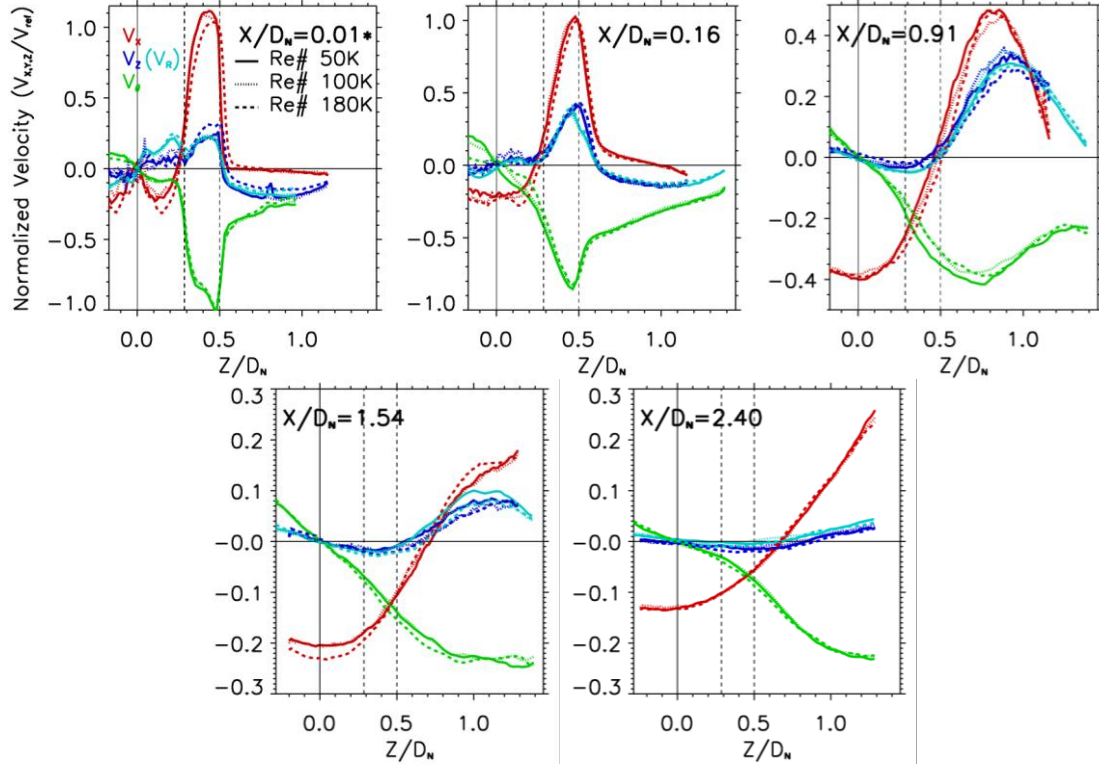 Normalized Velocity (Vx,r,z/Vref)
X/DN=0.01*
Vx
Vz(VR)
Vθ
Re# 50K
Re# 100K
Re# 180K
1.0
0.5
0.0
-0.5
-1.0
0.0 0.5 1.0
Z/DN
X/DN=0.16
1.0
0.5
0.0
-0.5
-1.0
0.0 0.5 1.0
Z/DN
X/DN=0.91
0.4
0.2
0.0
-0.2
-0.4
0.0 0.5 1.0
Z/DN
X/DN=1.54
0.3
0.2
0.1
-0.0
-0.1
-0.2
-0.3
0.0 0.5 1.0
Z/DN
X/DN=2.40
0.3
0.2
0.1
-0.0
-0.1
-0.2
-0.3
0.0 0.5 1.0
Z/DN